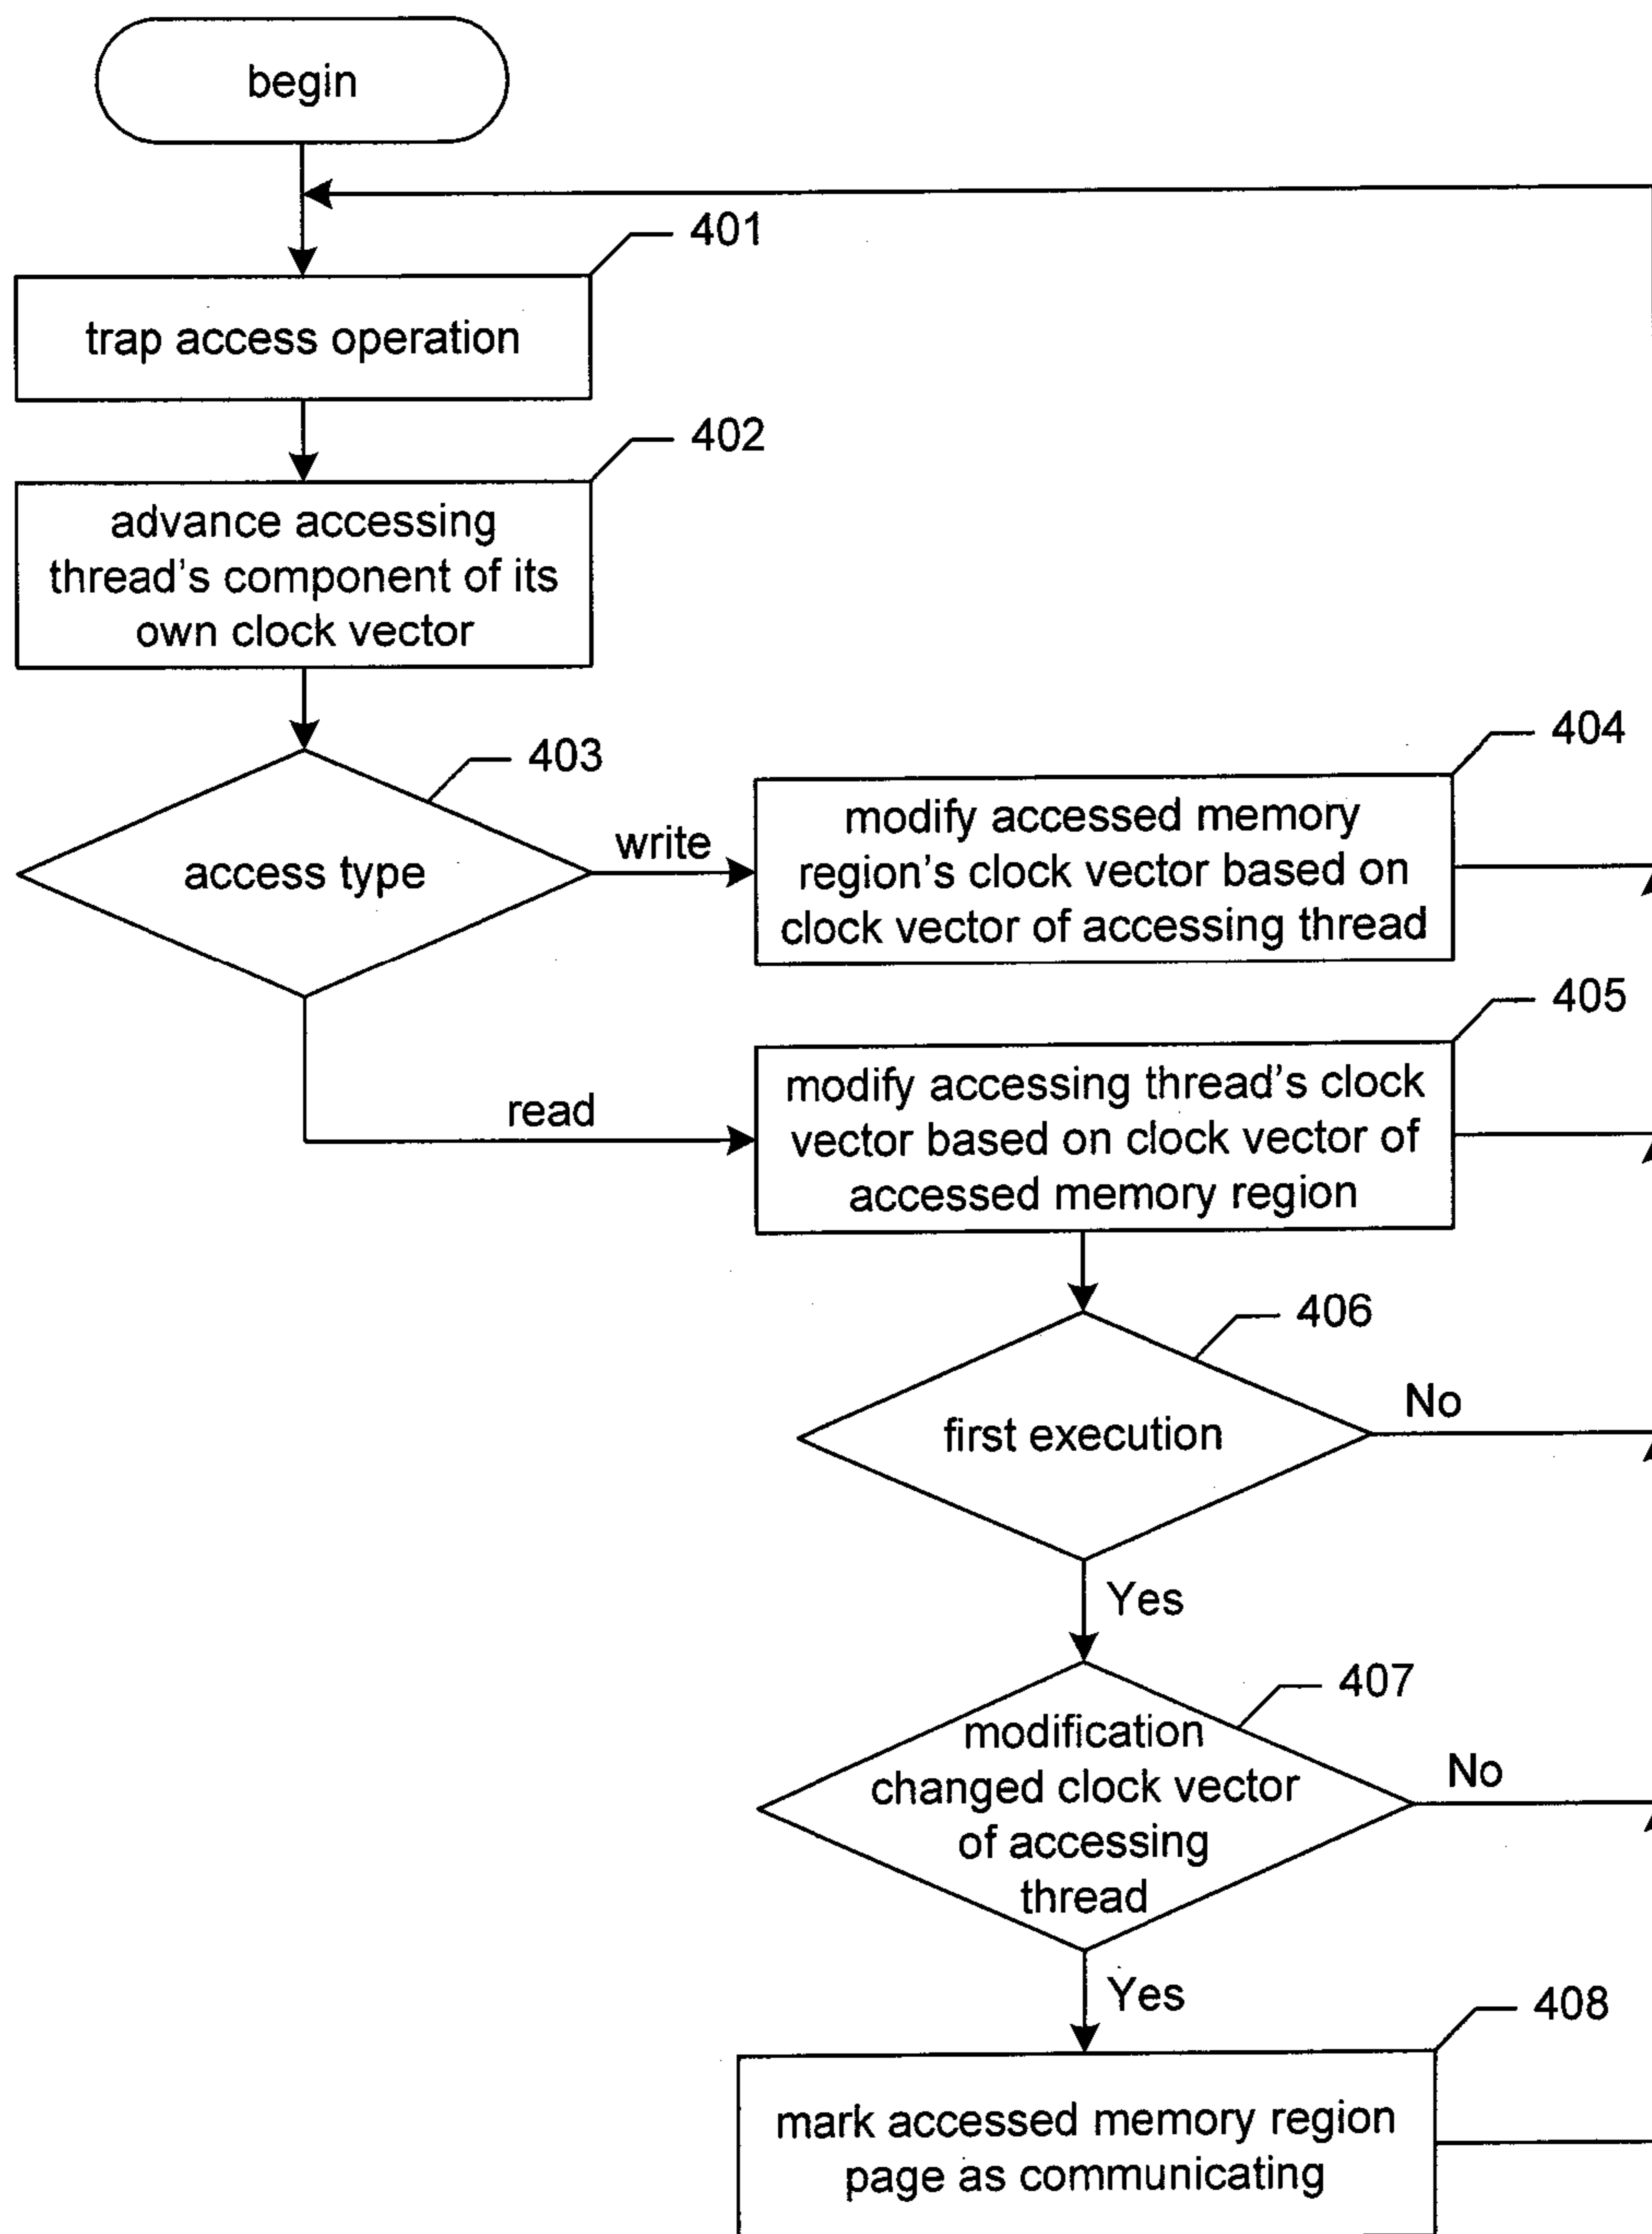 begin
401
trap access operation
402
advance accessing
thread's component of its
own clock vector
403
access type
write
404
modify accessed memory
region's clock vector based on
clock vector of accessing thread
read
405
modify accessing thread's clock
vector based on clock vector of
accessed memory region
406
first execution
No
Yes
407
modification
changed clock vector
of accessing
thread
No
Yes
408
mark accessed memory region
page as communicating